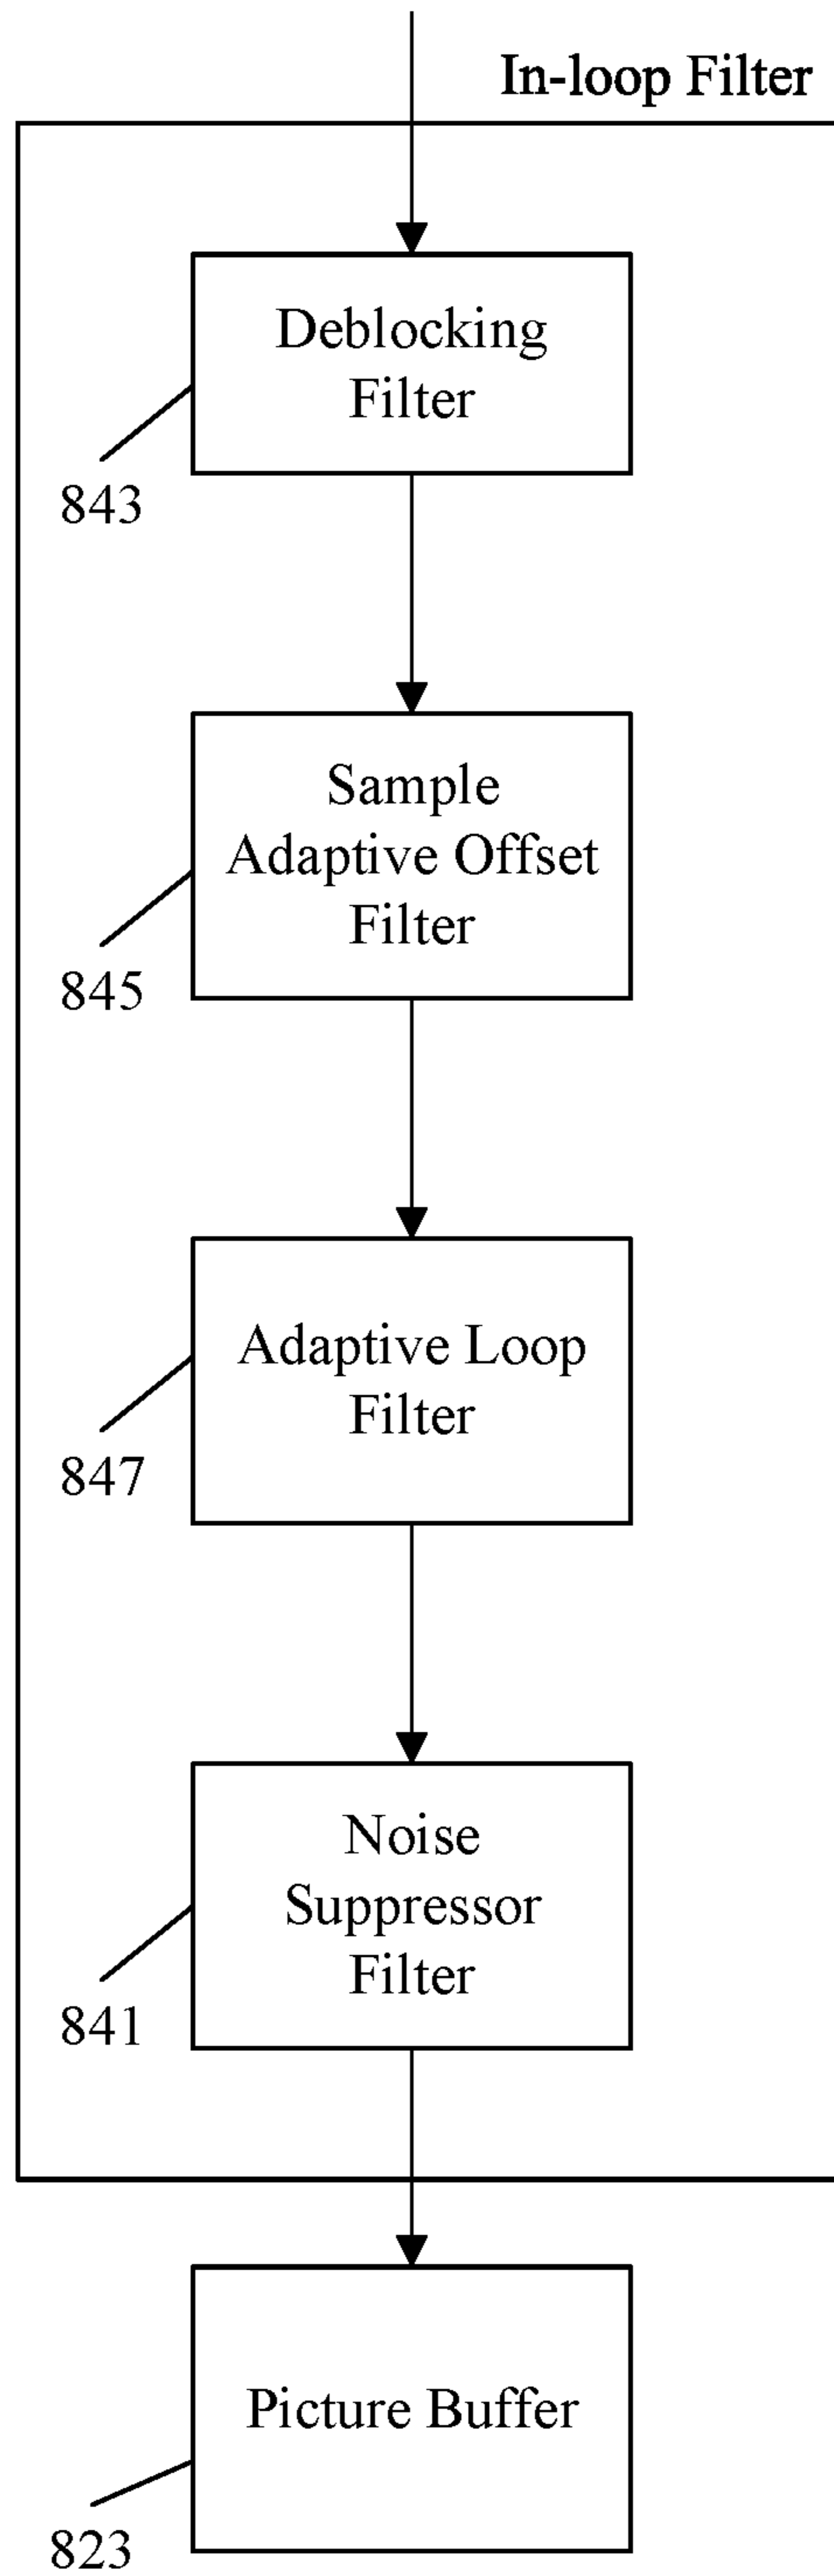 In-loop Filter
Deblocking
Filter
843
Sample
Adaptive Offset
Filter
845
Adaptive Loop
Filter
847
Noise
Suppressor
Filter
841
Picture Buffer
823